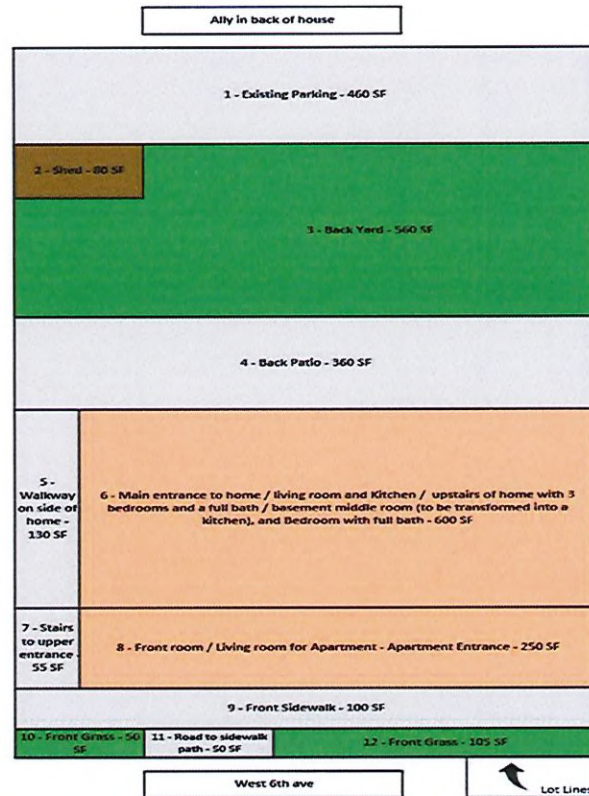 Ally in back of house
1 - Existing Parking - 460 SF
2 - Shed - 80 SF
3 - Back Yard - 560 SF
4 - Back Patio - 360 SF
5 -
Walkway
on side of
home -
130 SF
6 - Main entrance to home / living room and Kitchen / upstairs of home with 3
bedrooms and a full bath / basement middle room (to be transformed into a
kitchen), and Bedroom with full bath - 600 SF
7 - Stairs
to upper
entrance -
55 SF
8 - Front room / Living room for Apartment - Apartment Entrance - 250 SF
9 - Front Sidewalk - 100 SF
10 - Front Grass - 50
SF
11 - Road to sidewalk
path - 50 SF
12 - Front Grass - 105 SF
West 6th ave
Lot Lines